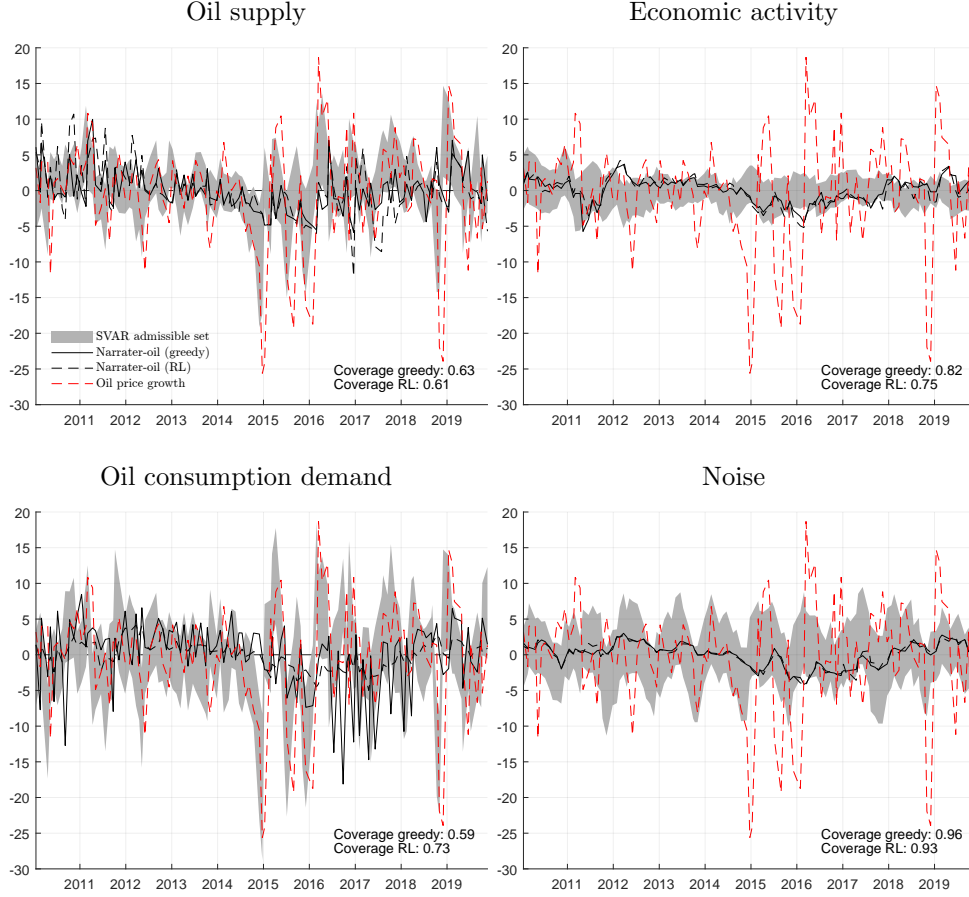 Oil supply
Economic activity
20
15
10
5
0
-5
-10
-15
-20
-25
-30
SVAR admissible set
Narrater-oil (greedy)
Narrater-oil (RL)
Oil price growth
Coverage greedy: 0.63
Coverage RL: 0.61
2011 2012 2013 2014 2015 2016 2017 2018 2019
20
15
10
5
0
-5
-10
-15
-20
-25
-30
Coverage greedy: 0.82
Coverage RL: 0.75
2011 2012 2013 2014 2015 2016 2017 2018 2019
Oil consumption demand
Noise
20
15
10
5
0
-5
-10
-15
-20
-25
-30
Coverage greedy: 0.59
Coverage RL: 0.73
2011 2012 2013 2014 2015 2016 2017 2018 2019
20
15
10
5
0
-5
-10
-15
-20
-25
-30
Coverage greedy: 0.96
Coverage RL: 0.93
2011 2012 2013 2014 2015 2016 2017 2018 2019